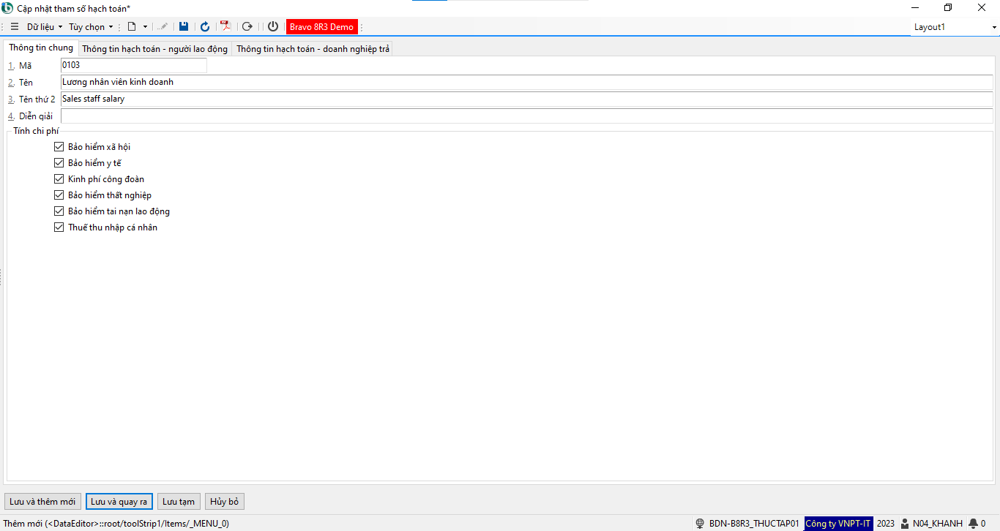 Cập nhật tham số hạch toán*
Dữ liệu Tùy chọn Bravo 8R3 Demo Layout1
Thông tin chung Thông tin hạch toán - người lao động Thông tin hạch toán - doanh nghiệp trả
1. Mã 0103
2. Tên Lương nhân viên kinh doanh
3. Tên thứ 2 Sales staff salary
4. Diễn giải
Tính chi phí
Bảo hiểm xã hội
Bảo hiểm y tế
Kinh phí công đoàn
Bảo hiểm thất nghiệp
Bảo hiểm tai nạn lao động
Thuế thu nhập cá nhân
Lưu và thêm mới Lưu và quay ra Lưu tạm Hủy bỏ
Thêm mới (<DataEditor>::root/toolStrip1/Items/_MENU_0) BDN-B8R3_THUCTAP01 Công ty VNPT-IT 2023 N04_KHANH 0